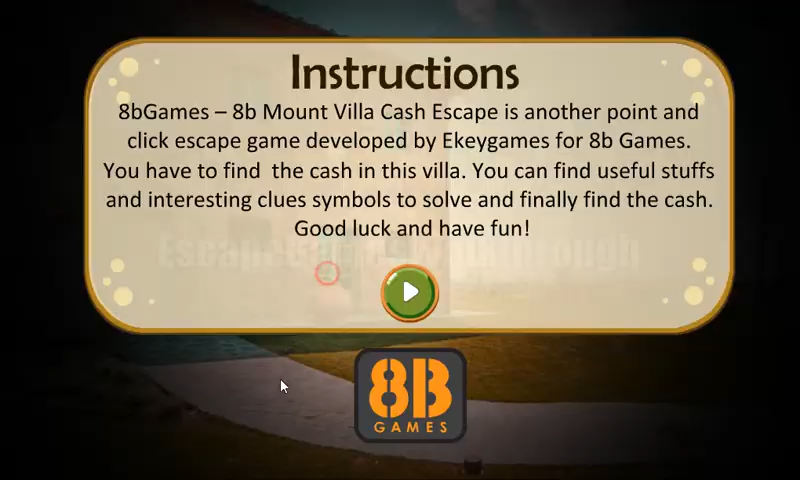 Instructions
8bGames – 8b Mount Villa Cash Escape is another point and
click escape game developed by Ekeygames for 8b Games.
You have to find  the cash in this villa. You can find useful stuffs
and interesting clues symbols to solve and finally find the cash.
Good luck and have fun!
8B
GAMES